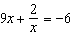 9x + 2/x = −6